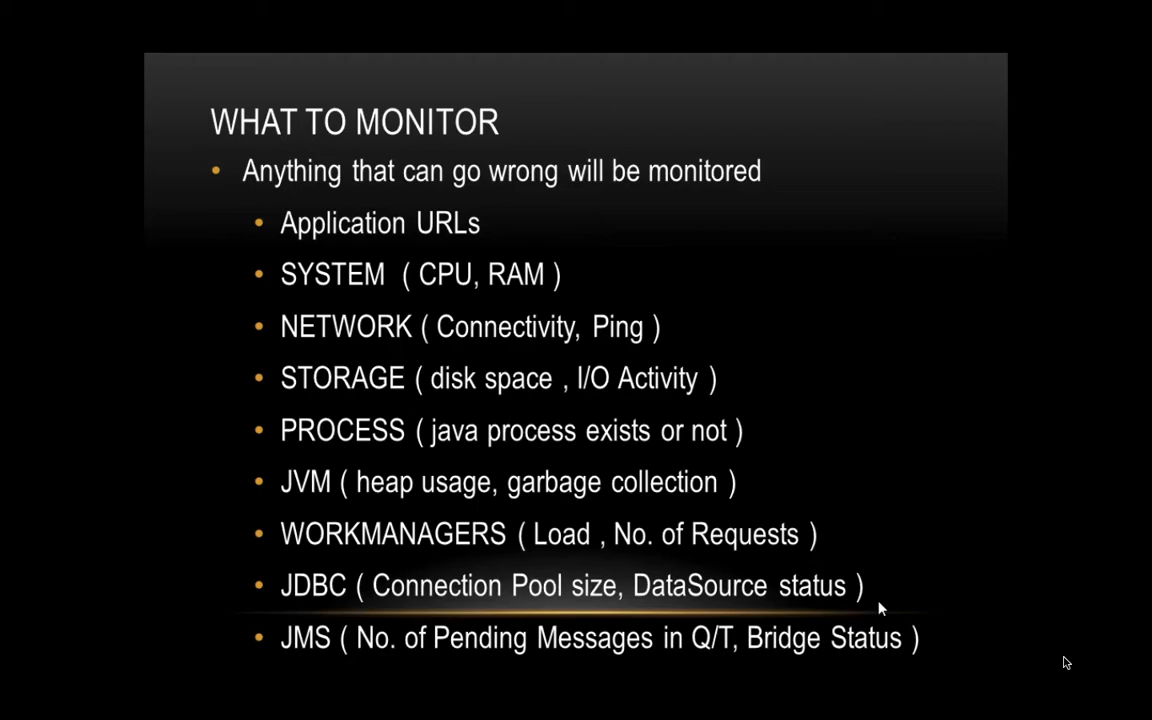 WHAT TO MONITOR
• Anything that can go wrong will be monitored
• Application URLs
• SYSTEM ( CPU, RAM )
• NETWORK ( Connectivity, Ping )
• STORAGE ( disk space , I/O Activity )
• PROCESS ( java process exists or not )
• JVM ( heap usage, garbage collection )
• WORKMANAGERS ( Load , No. of Requests )
• JDBC ( Connection Pool size, DataSource status )
• JMS ( No. of Pending Messages in Q/T, Bridge Status )